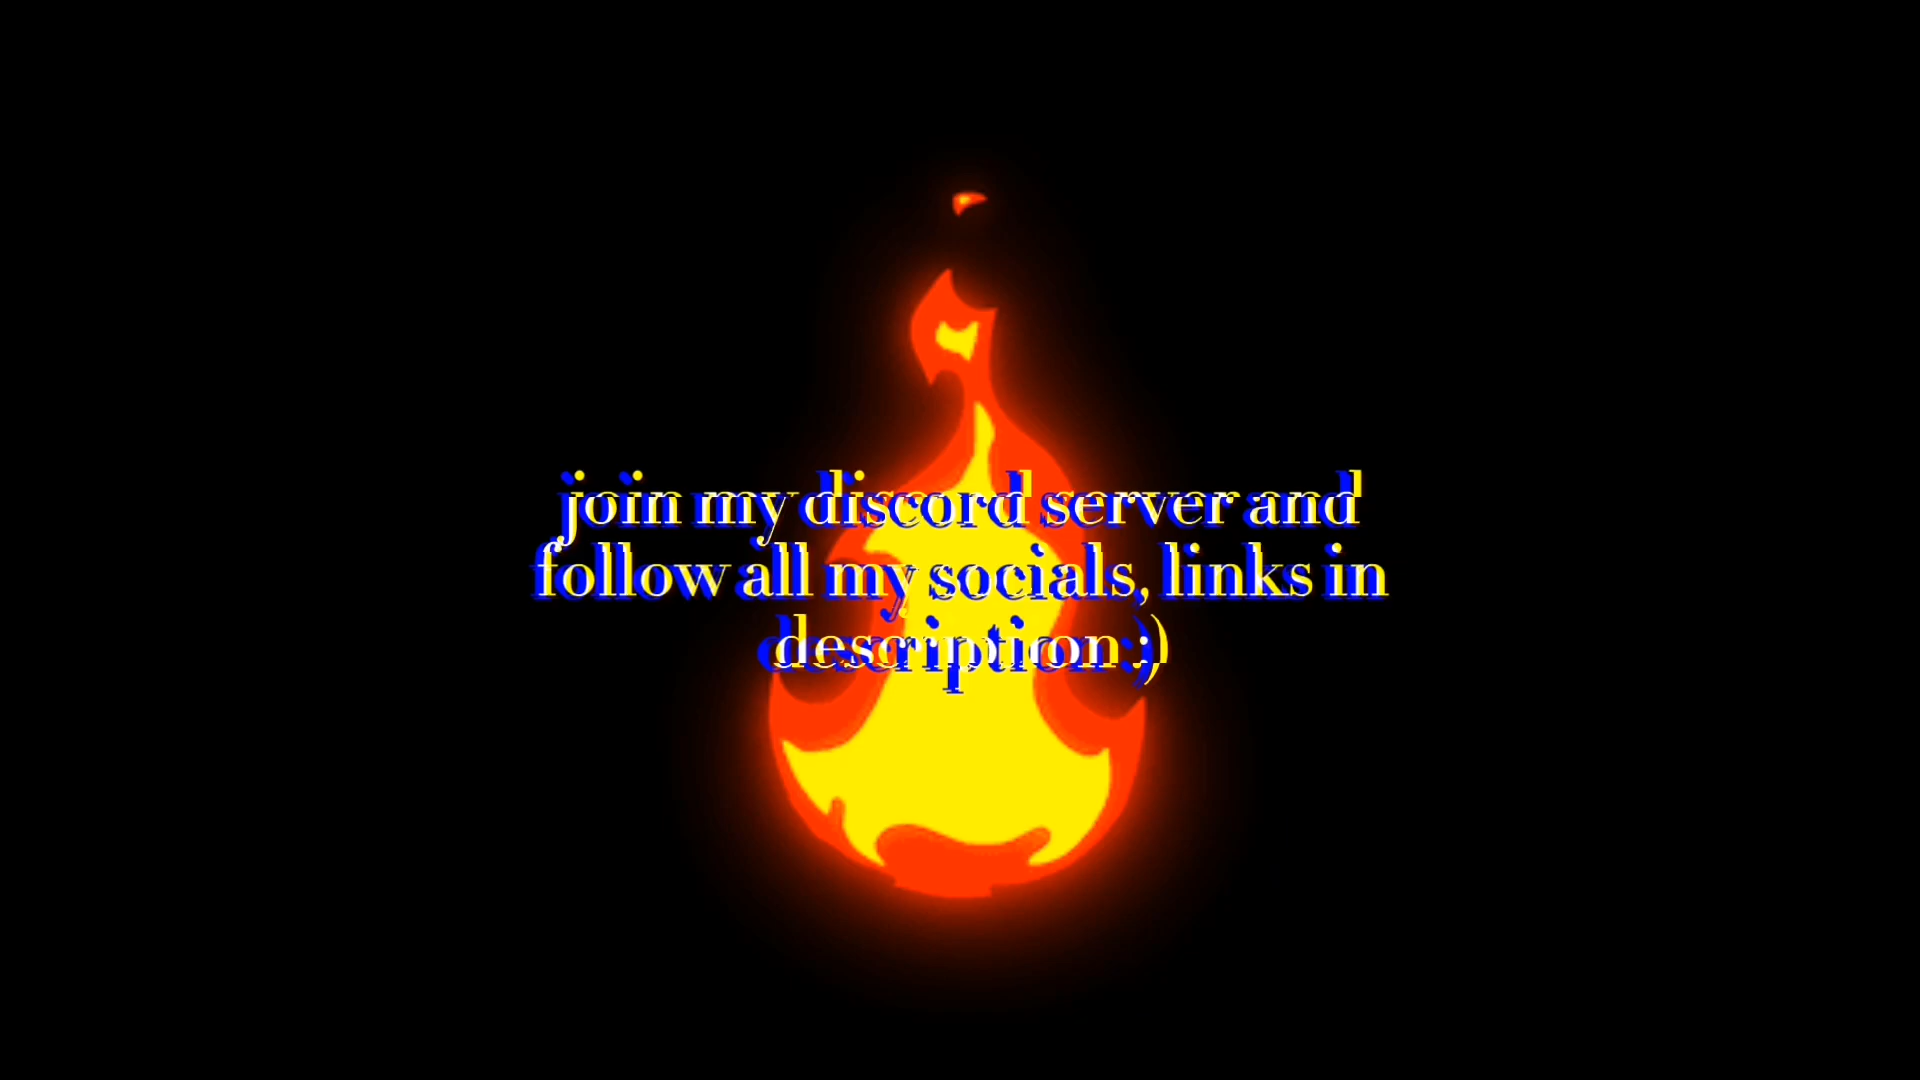 join my discord server and
follow all my socials, links in
description :)